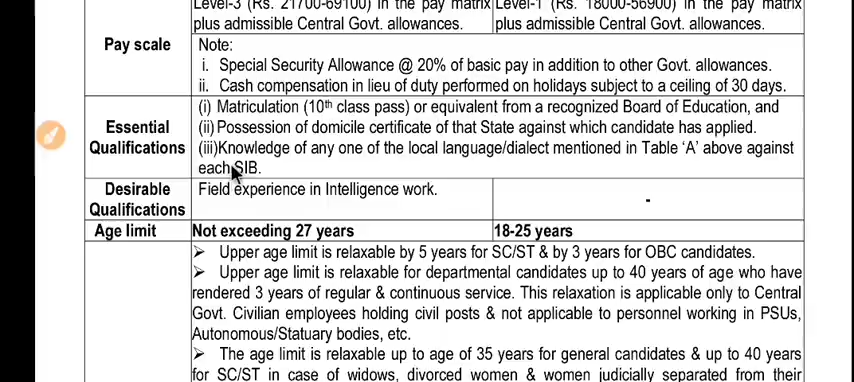 Level-3 (Rs. 21700-69100) in the pay matrix Level-1 (Rs. 18000-56900) in the pay matrix
plus admissible Central Govt. allowances. plus admissible Central Govt. allowances.
Pay scale
Note:
i. Special Security Allowance @ 20% of basic pay in addition to other Govt. allowances.
ii. Cash compensation in lieu of duty performed on holidays subject to a ceiling of 30 days.
Essential
Qualifications
(i) Matriculation (10th class pass) or equivalent from a recognized Board of Education, and
(ii) Possession of domicile certificate of that State against which candidate has applied.
(iii)Knowledge of any one of the local language/dialect mentioned in Table ‘A’ above against
each SIB.
Desirable
Qualifications
Field experience in Intelligence work.
-
Age limit Not exceeding 27 years 18-25 years
➢ Upper age limit is relaxable by 5 years for SC/ST & by 3 years for OBC candidates.
➢ Upper age limit is relaxable for departmental candidates up to 40 years of age who have
rendered 3 years of regular & continuous service. This relaxation is applicable only to Central
Govt. Civilian employees holding civil posts & not applicable to personnel working in PSUs,
Autonomous/Statuary bodies, etc.
➢ The age limit is relaxable up to age of 35 years for general candidates & up to 40 years
for SC/ST in case of widows, divorced women & women judicially separated from their